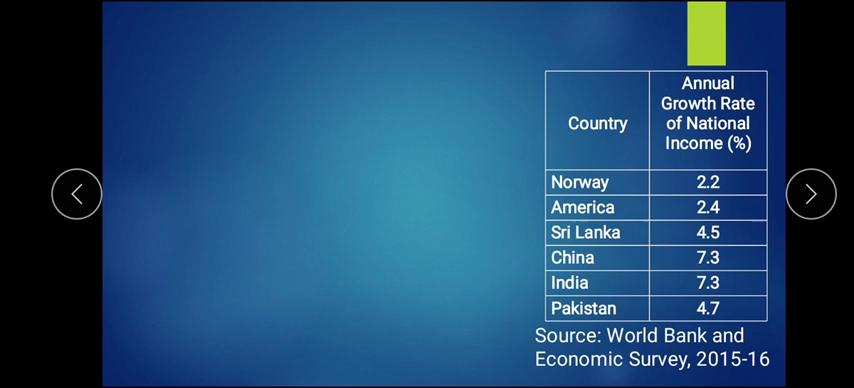 Country
Annual
Growth Rate
of National
Income (%)
Norway 2.2
America 2.4
Sri Lanka 4.5
China 7.3
India 7.3
Pakistan 4.7
Source: World Bank and
Economic Survey, 2015-16